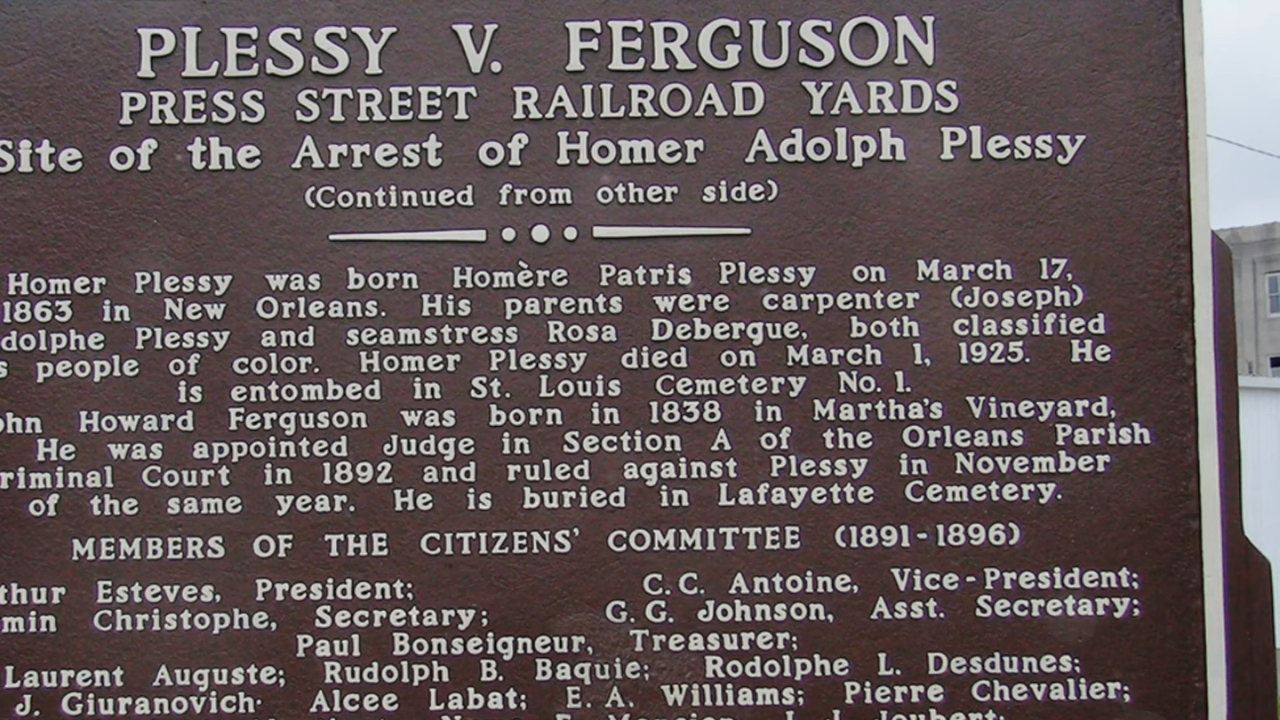 PLESSY V. FERGUSON
PRESS STREET RAILROAD YARDS
Site of the Arrest of Homer Adolph Plessy
(Continued from other side)
Homer Plessy was born Homère Patris Plessy on March 17,
1863 in New Orleans. His parents were carpenter (Joseph)
dolphe Plessy and seamstress Rosa Debergue, both classified
s people of color. Homer Plessy died on March 1, 1925. He
is entombed in St. Louis Cemetery No. 1.
ohn Howard Ferguson was born in 1838 in Martha's Vineyard,
He was appointed Judge in Section A of the Orleans Parish
riminal Court in 1892 and ruled against Plessy in November
of the same year. He is buried in Lafayette Cemetery.
MEMBERS OF THE CITIZENS' COMMITTEE (1891-1896)
thur Esteves, President; C. C. Antoine, Vice-President;
min Christophe, Secretary; G. G. Johnson, Asst. Secretary;
Paul Bonseigneur, Treasurer;
Laurent Auguste; Rudolph B. Baquie; Rodolphe L. Desdunes;
J. Giuranovich· Alcee Labat; E. A. Williams; Pierre Chevalier;
J. J. Joubert;